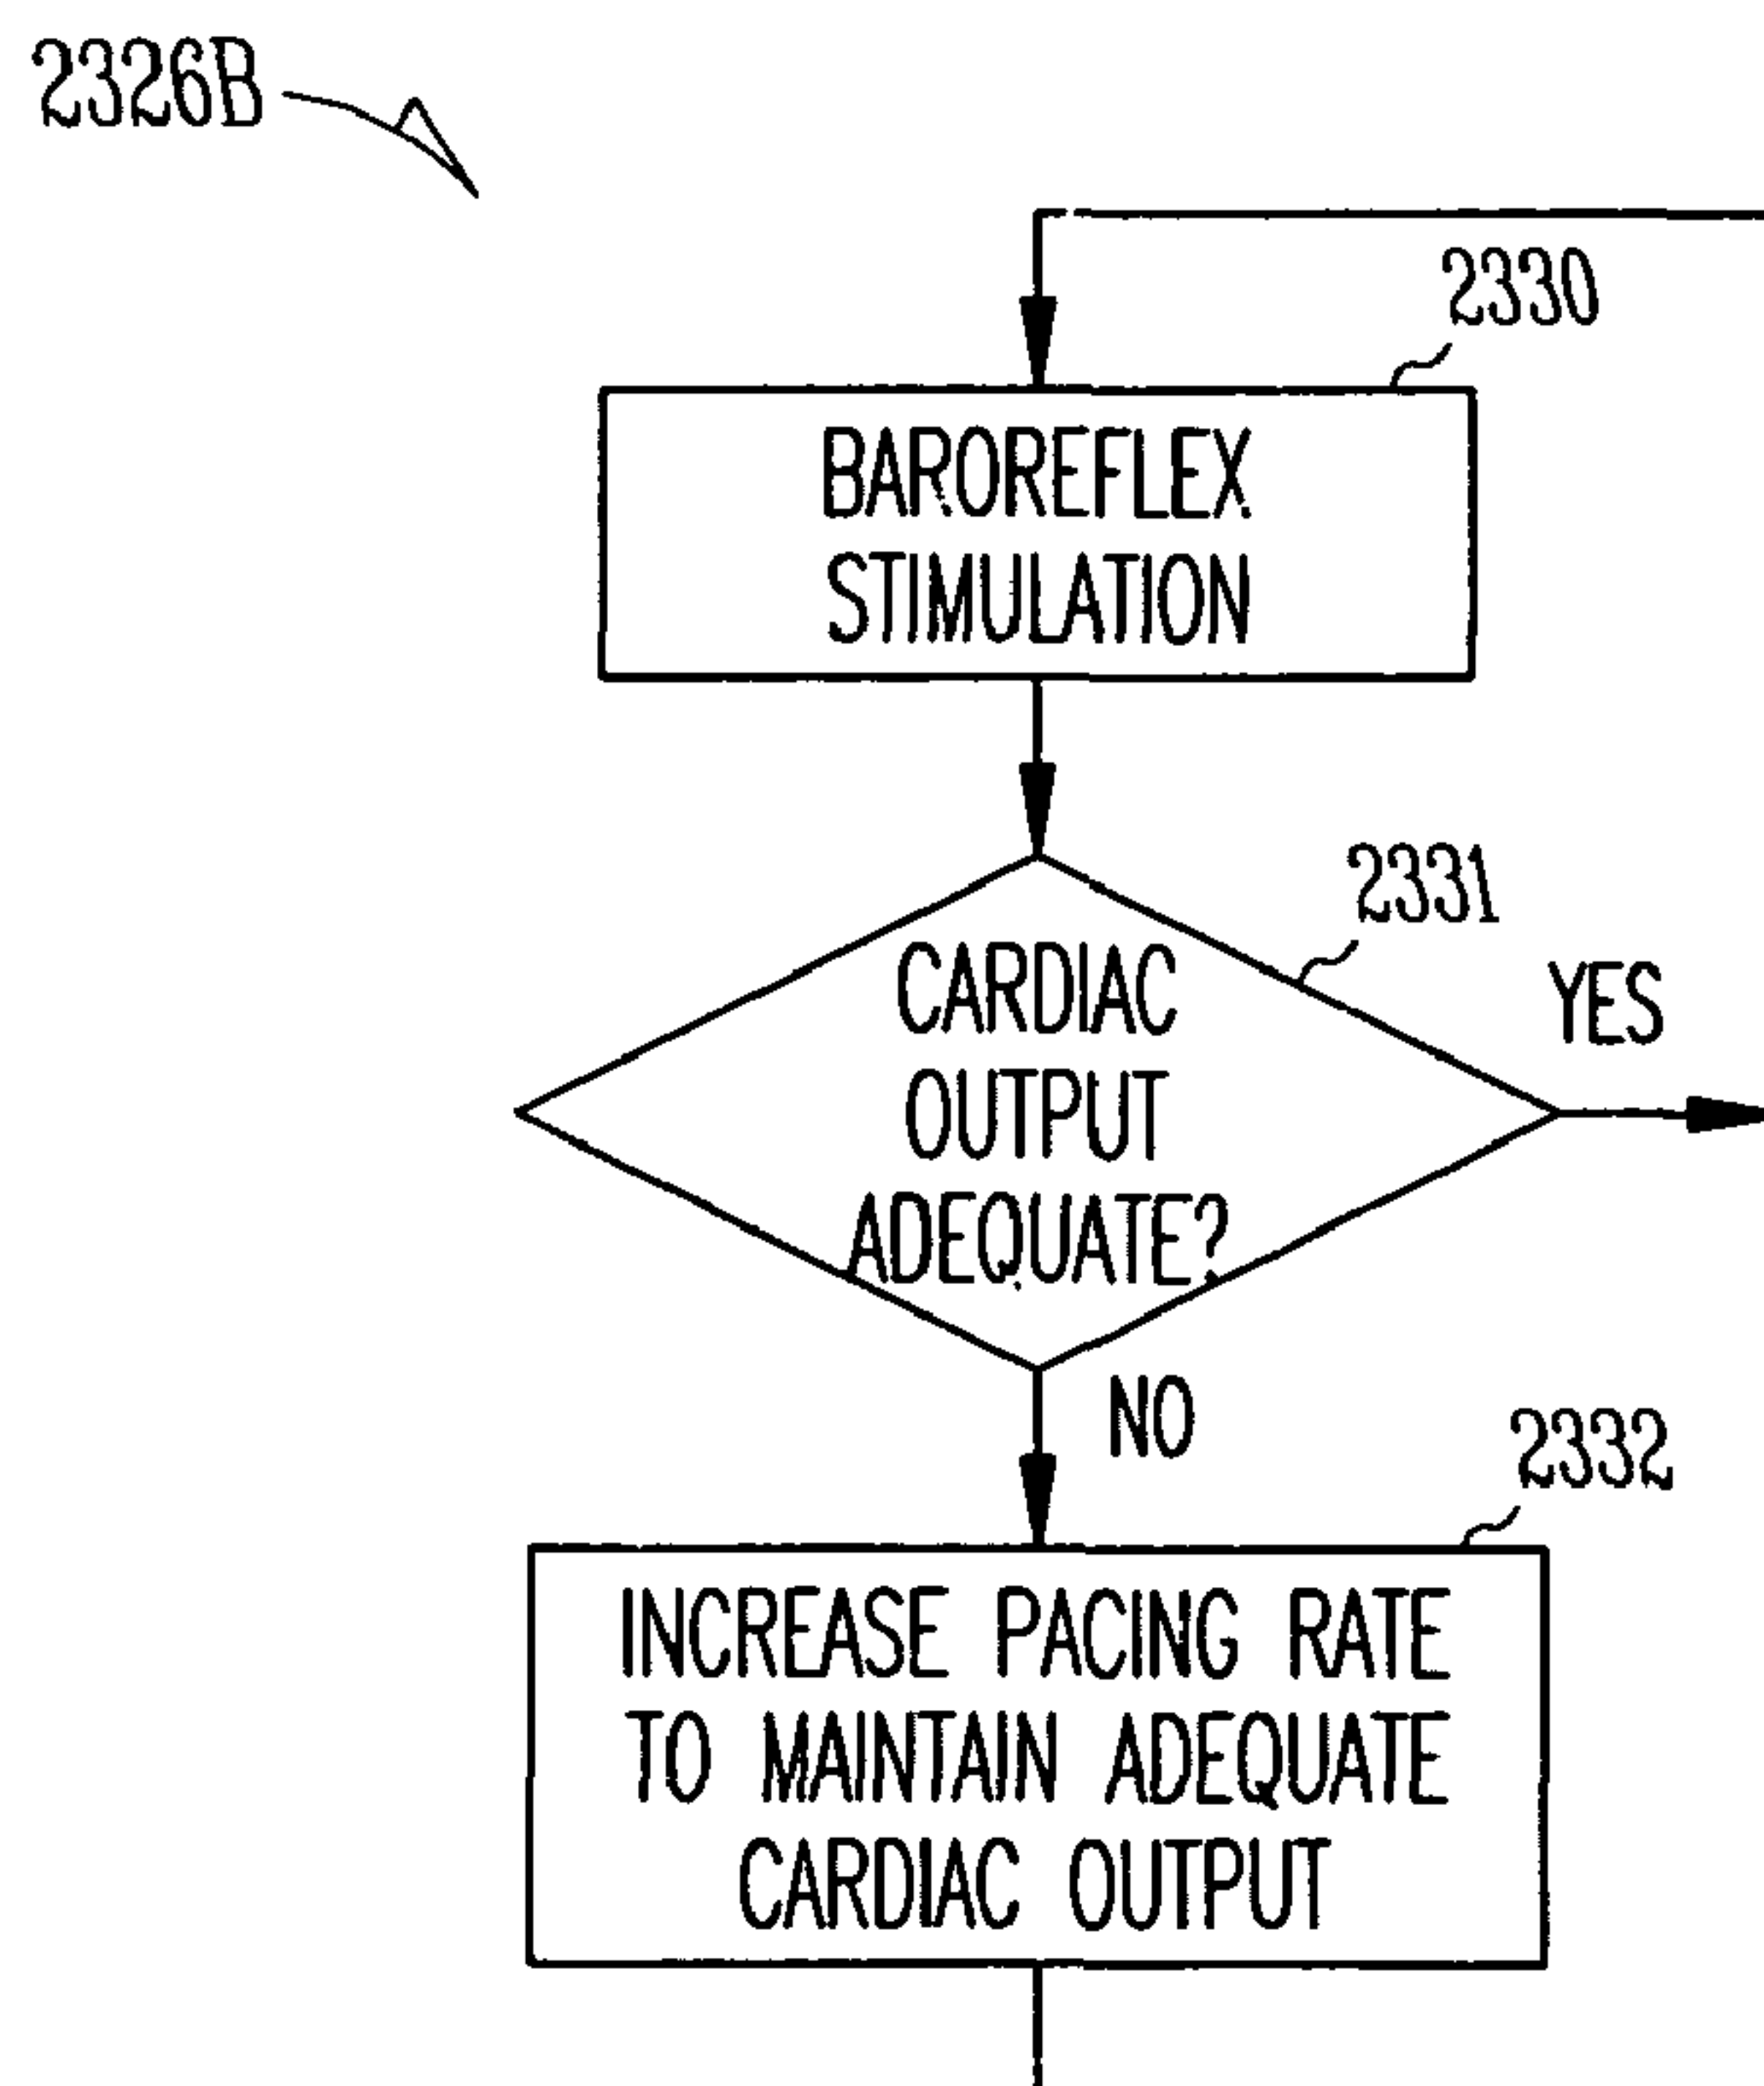 2326B
2330
BAROREFLEX
STIMULATION
2331
CARDIAC
OUTPUT
ADEQUATE?
YES
NO
2332
INCREASE PACING RATE
TO MAINTAIN ADEQUATE
CARDIAC OUTPUT